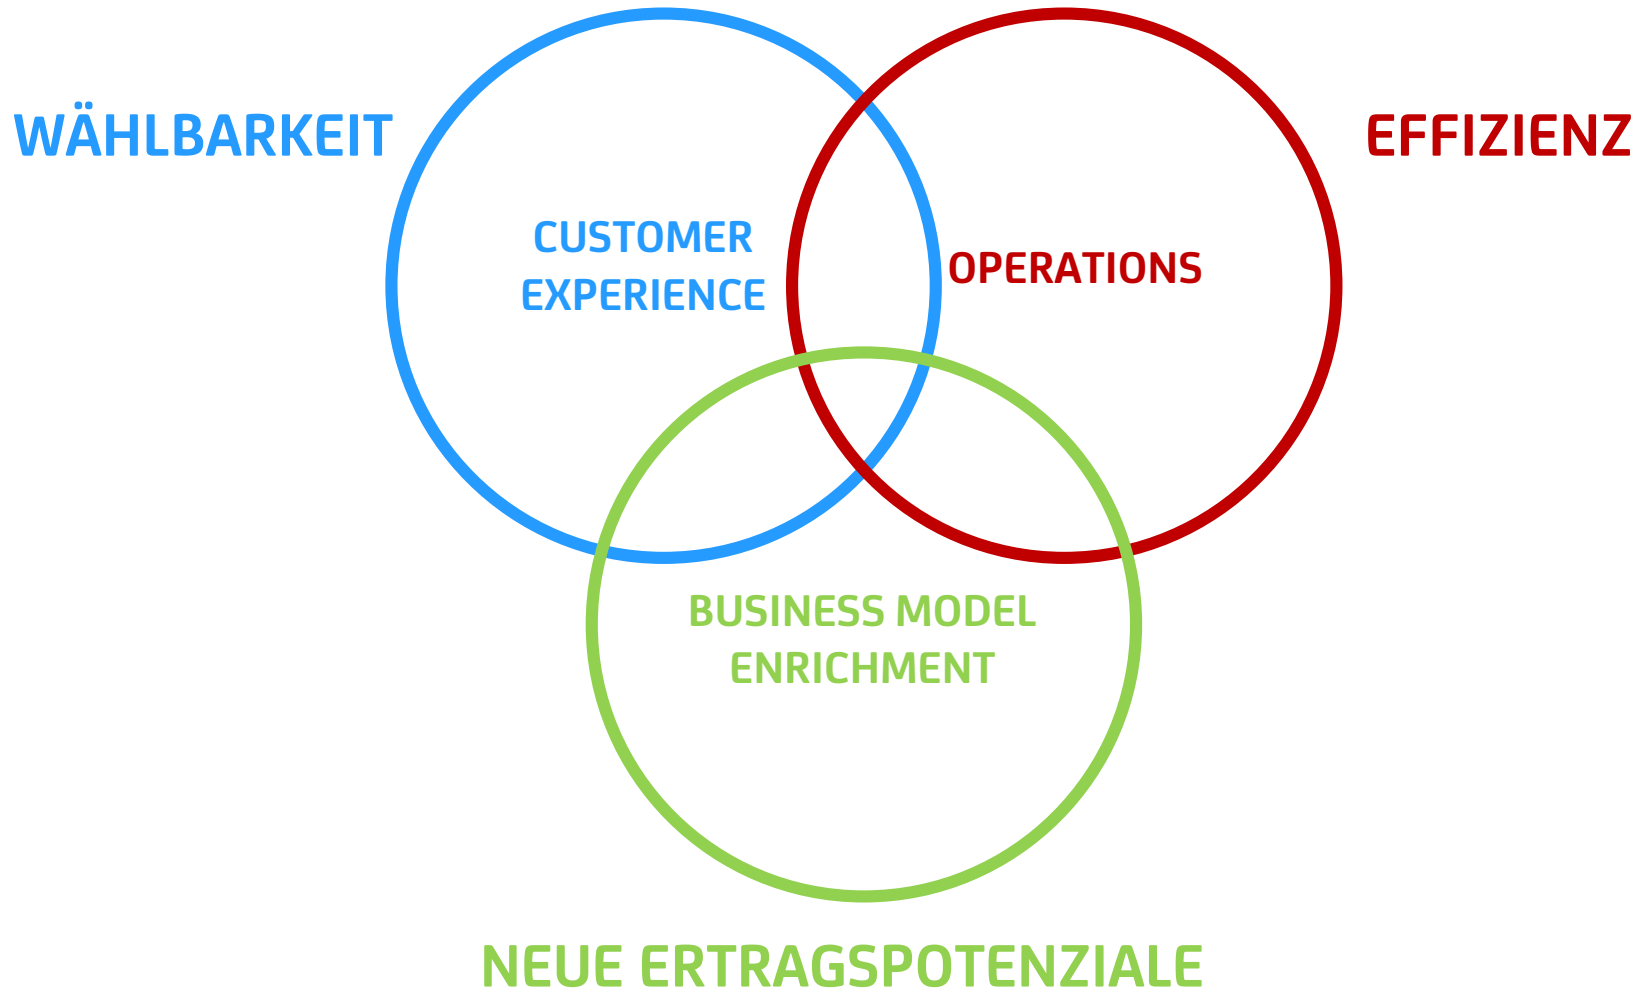 WÄHLBARKEIT
EFFIZIENZ
CUSTOMER
EXPERIENCE
OPERATIONS
BUSINESS MODEL
ENRICHMENT
NEUE ERTRAGSPOTENZIALE